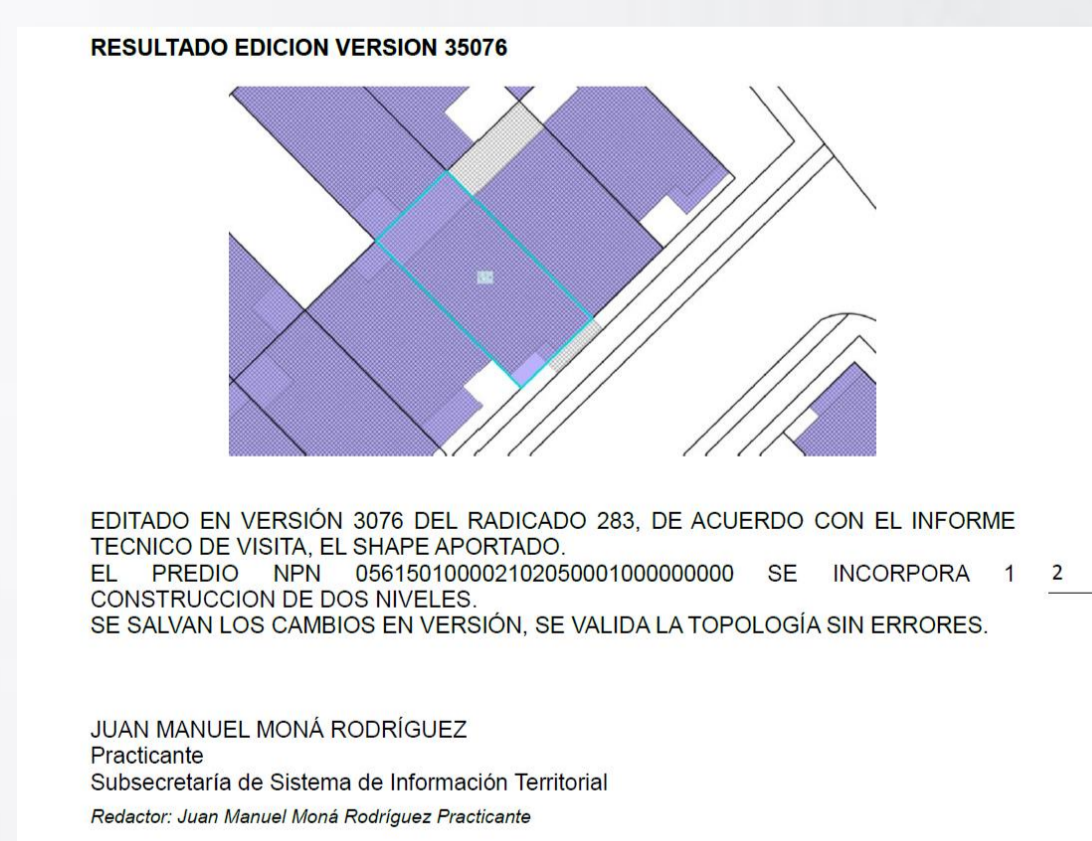 RESULTADO EDICION VERSION 35076
EDITADO EN VERSIÓN 3076 DEL RADICADO 283, DE ACUERDO CON EL INFORME
TECNICO DE VISITA, EL SHAPE APORTADO.
EL PREDIO NPN 056150100002102050001000000000 SE INCORPORA 1
CONSTRUCCION DE DOS NIVELES.
SE SALVAN LOS CAMBIOS EN VERSIÓN, SE VALIDA LA TOPOLOGÍA SIN ERRORES.
2
JUAN MANUEL MONÁ RODRÍGUEZ
Practicante
Subsecretaría de Sistema de Información Territorial
Redactor: Juan Manuel Moná Rodríguez Practicante